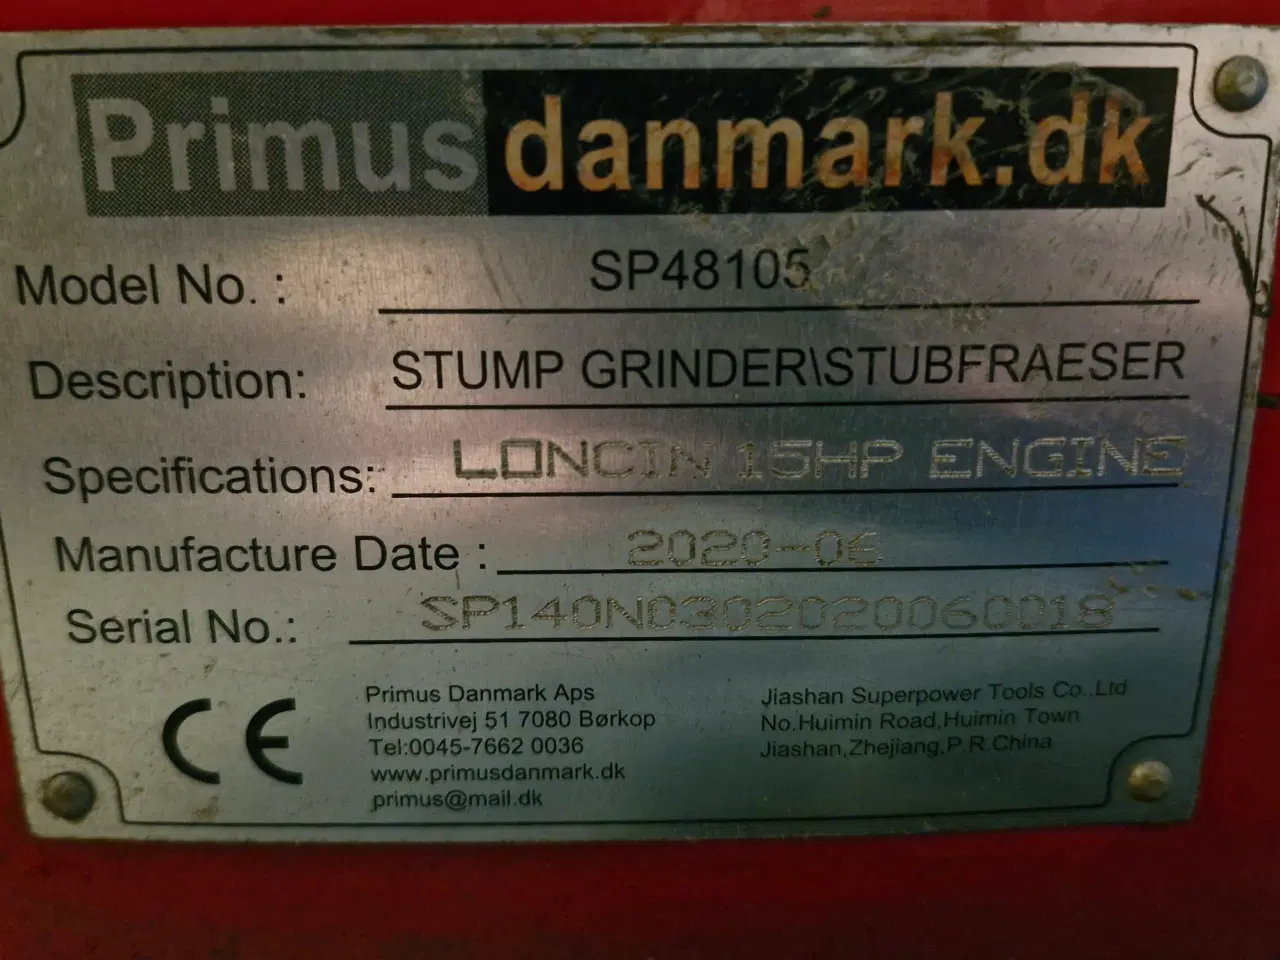 Primus danmark.dk
Model No. : SP48105
Description: STUMP GRINDER\STUBFRAESER
Specifications: LONCIN 15HP ENGINE
Manufacture Date : 2020-06
Serial No.: SP140N0302020060018
CE
Primus Danmark Aps
Industrivej 51 7080 Børkop
Tel:0045-7662 0036
www.primusdanmark.dk
primus@mail.dk
Jiashan Superpower Tools Co.,Ltd
No.Huimin Road,Huimin Town
Jiashan,Zhejiang,P.R.China